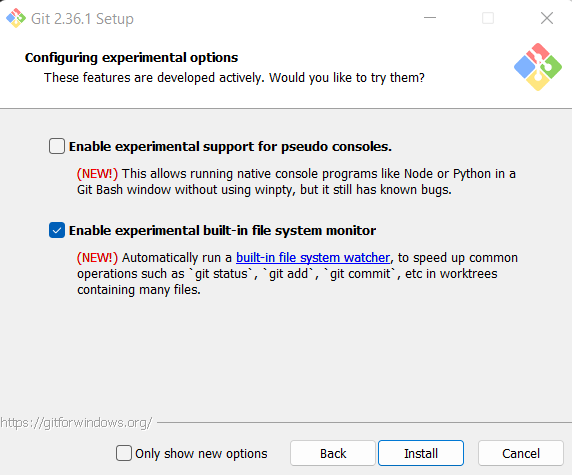 Git 2.36.1 Setup
Configuring experimental options
These features are developed actively. Would you like to try them?
Enable experimental support for pseudo consoles.
(NEW!) This allows running native console programs like Node or Python in a
Git Bash window without using winpty, but it still has known bugs.
Enable experimental built-in file system monitor
(NEW!) Automatically run a built-in file system watcher, to speed up common
operations such as `git status`, `git add`, `git commit`, etc in worktrees
containing many files.
https://gitforwindows.org/
Only show new options
Back
Install
Cancel